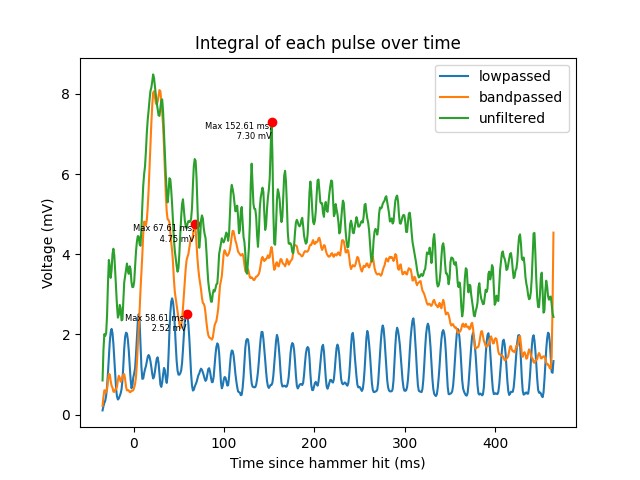 Integral of each pulse over time
lowpassed
bandpassed
unfiltered
Max 152.61 ms
7.30 mV
Max 67.61 ms
4.75 mV
Max 58.61 ms
2.52 mV
Voltage (mV)
8
6
4
2
0
0
100
200
300
400
Time since hammer hit (ms)